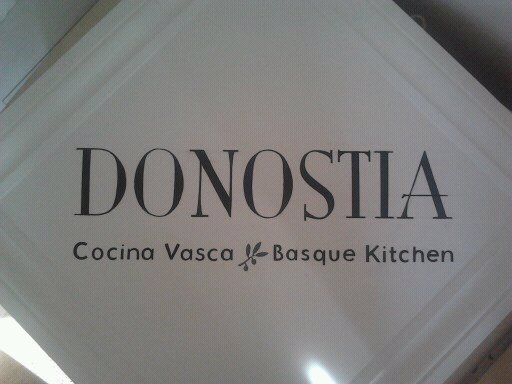 DONOSTIA
Cocina Vasca Basque Kitchen